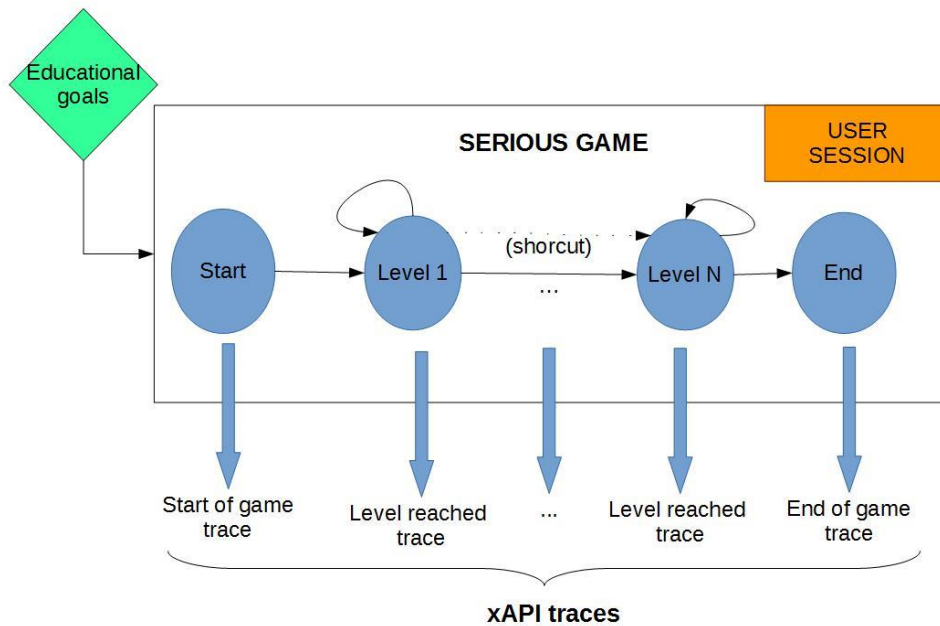 Educational
goals
SERIOUS GAME
USER
SESSION
(shorcut)
Start
Level 1
...
Level N
End
Start of game
trace
Level reached
trace
...
Level reached
trace
End of game
trace
xAPI traces